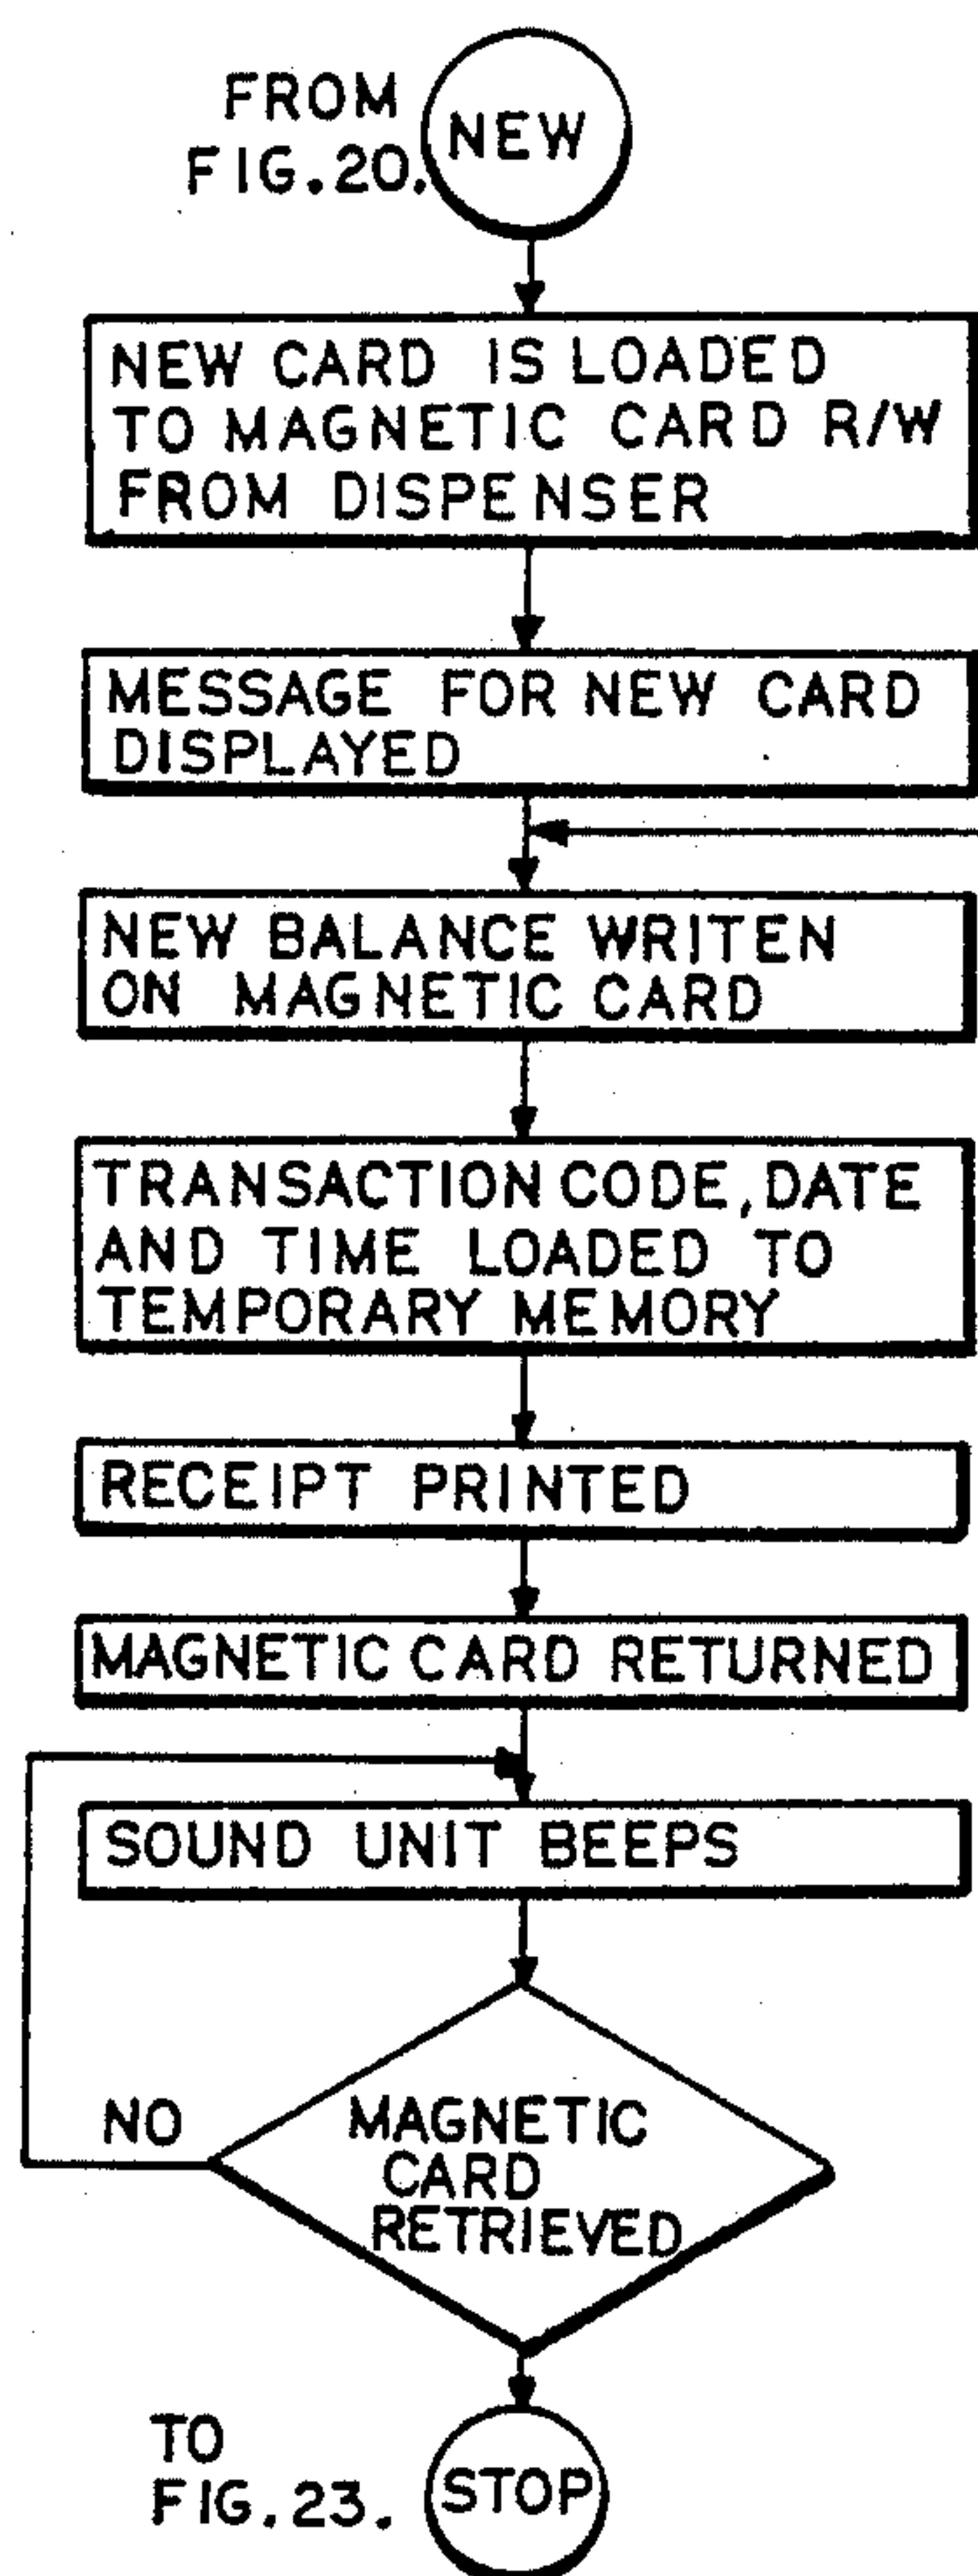 FROM
FIG.20.
NEW
NEW CARD IS LOADED
TO MAGNETIC CARD R/W
FROM DISPENSER
MESSAGE FOR NEW CARD
DISPLAYED
NEW BALANCE WRITEN
ON MAGNETIC CARD
TRANSACTION CODE, DATE
AND TIME LOADED TO
TEMPORARY MEMORY
RECEIPT PRINTED
MAGNETIC CARD RETURNED
SOUND UNIT BEEPS
NO
MAGNETIC
CARD
RETRIEVED
TO
FIG.23.
STOP